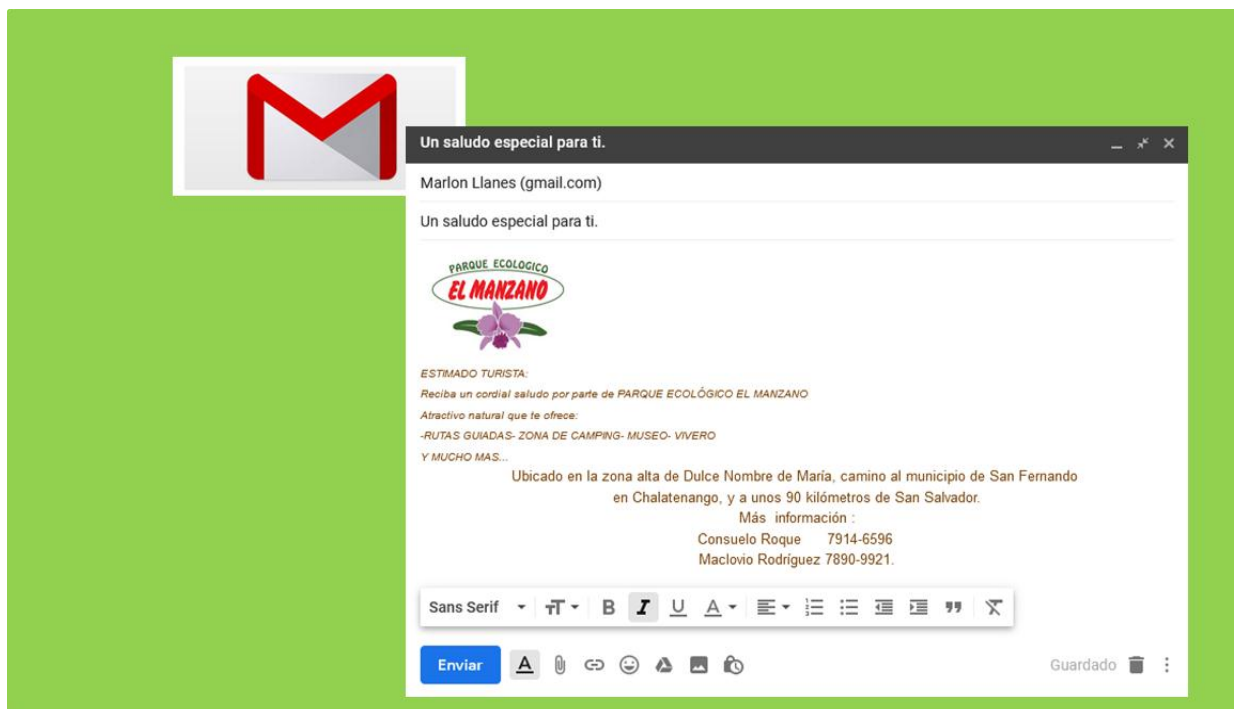 Un saludo especial para ti.
Marlon Llanes (gmail.com)
Un saludo especial para ti.
PARQUE ECOLOGICO
EL MANZANO
ESTIMADO TURISTA:
Reciba un cordial saludo por parte de PARQUE ECOLÓGICO EL MANZANO
Atractivo natural que te ofrece:
-RUTAS GUIADAS- ZONA DE CAMPING- MUSEO- VIVERO
Y MUCHO MAS...
Ubicado en la zona alta de Dulce Nombre de María, camino al municipio de San Fernando
en Chalatenango, y a unos 90 kilómetros de San Salvador.
Más información :
Consuelo Roque 7914-6596
Maclovio Rodríguez 7890-9921.
Sans Serif
Enviar
Guardado